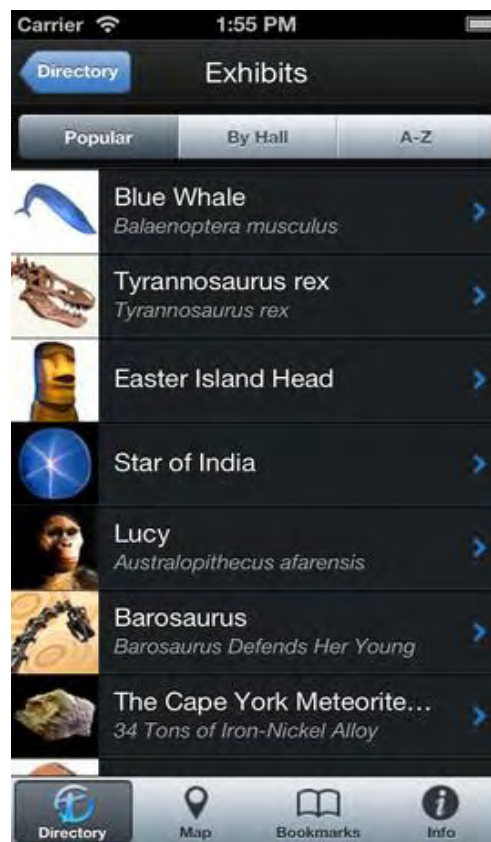 Carrier 1:55 PM
Directory Exhibits
Popular By Hall A-Z
Blue Whale
Balaenoptera musculus
Tyrannosaurus rex
Tyrannosaurus rex
Easter Island Head
Star of India
Lucy
Australopithecus afarensis
Barosaurus
Barosaurus Defends Her Young
The Cape York Meteorite...
34 Tons of Iron-Nickel Alloy
Directory Map Bookmarks Info